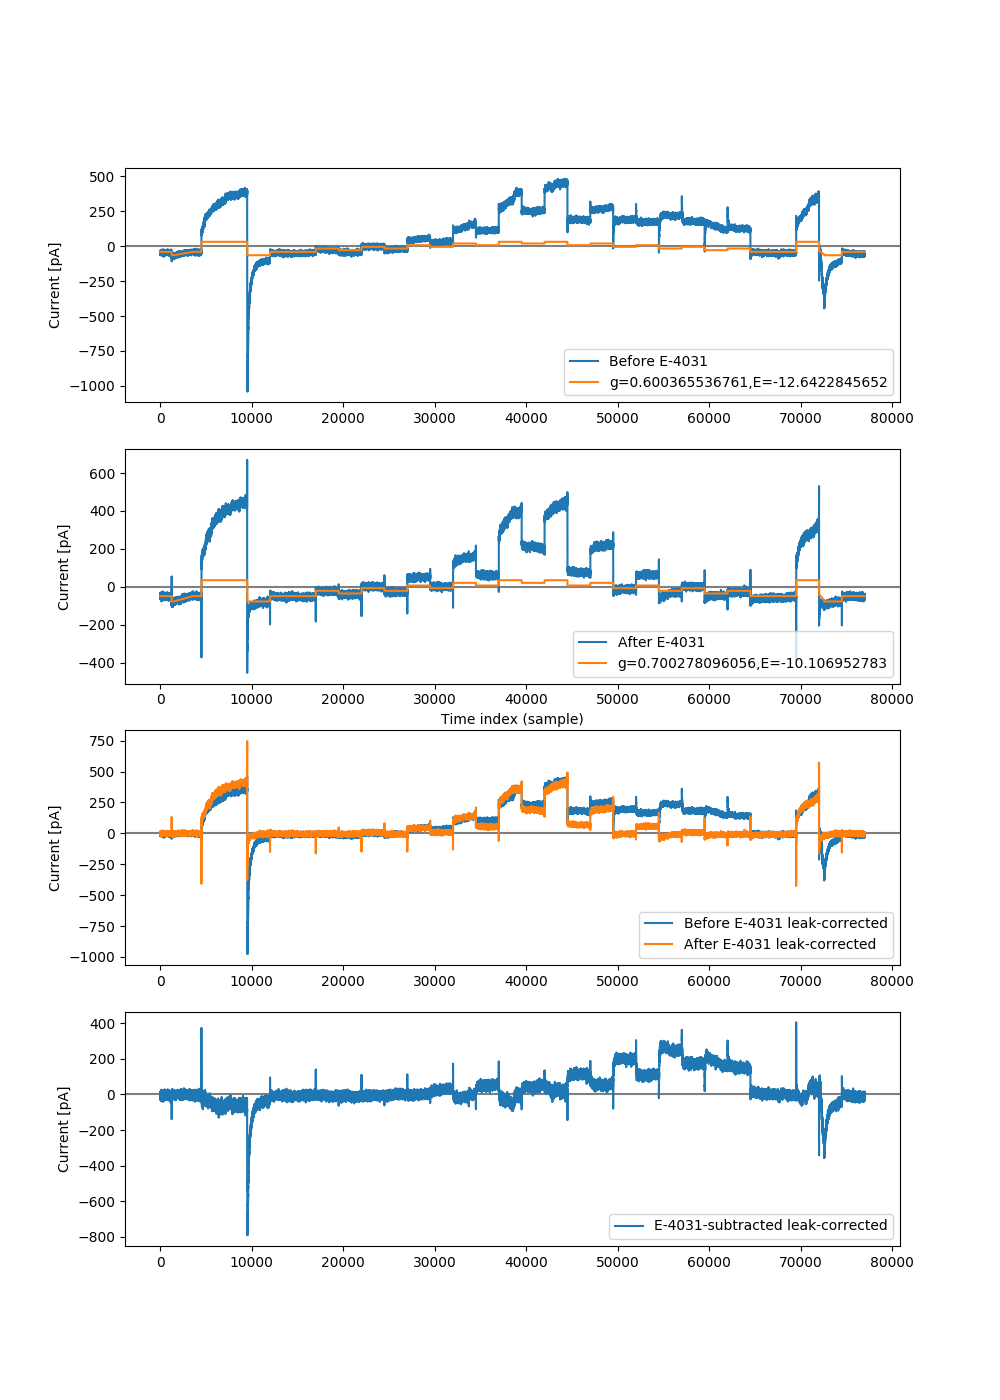 500
250
0
−250
−500
−750
−1000
Current [pA]
Before E-4031
g=0.600365536761,E=-12.6422845652
0 10000 20000 30000 40000 50000 60000 70000 80000
600
400
200
0
−200
−400
Current [pA]
After E-4031
g=0.700278096056,E=-10.106952783
0 10000 20000 30000 40000 50000 60000 70000 80000
Time index (sample)
750
500
250
0
−250
−500
−750
−1000
Current [pA]
Before E-4031 leak-corrected
After E-4031 leak-corrected
0 10000 20000 30000 40000 50000 60000 70000 80000
400
200
0
−200
−400
−600
−800
Current [pA]
E-4031-subtracted leak-corrected
0 10000 20000 30000 40000 50000 60000 70000 80000